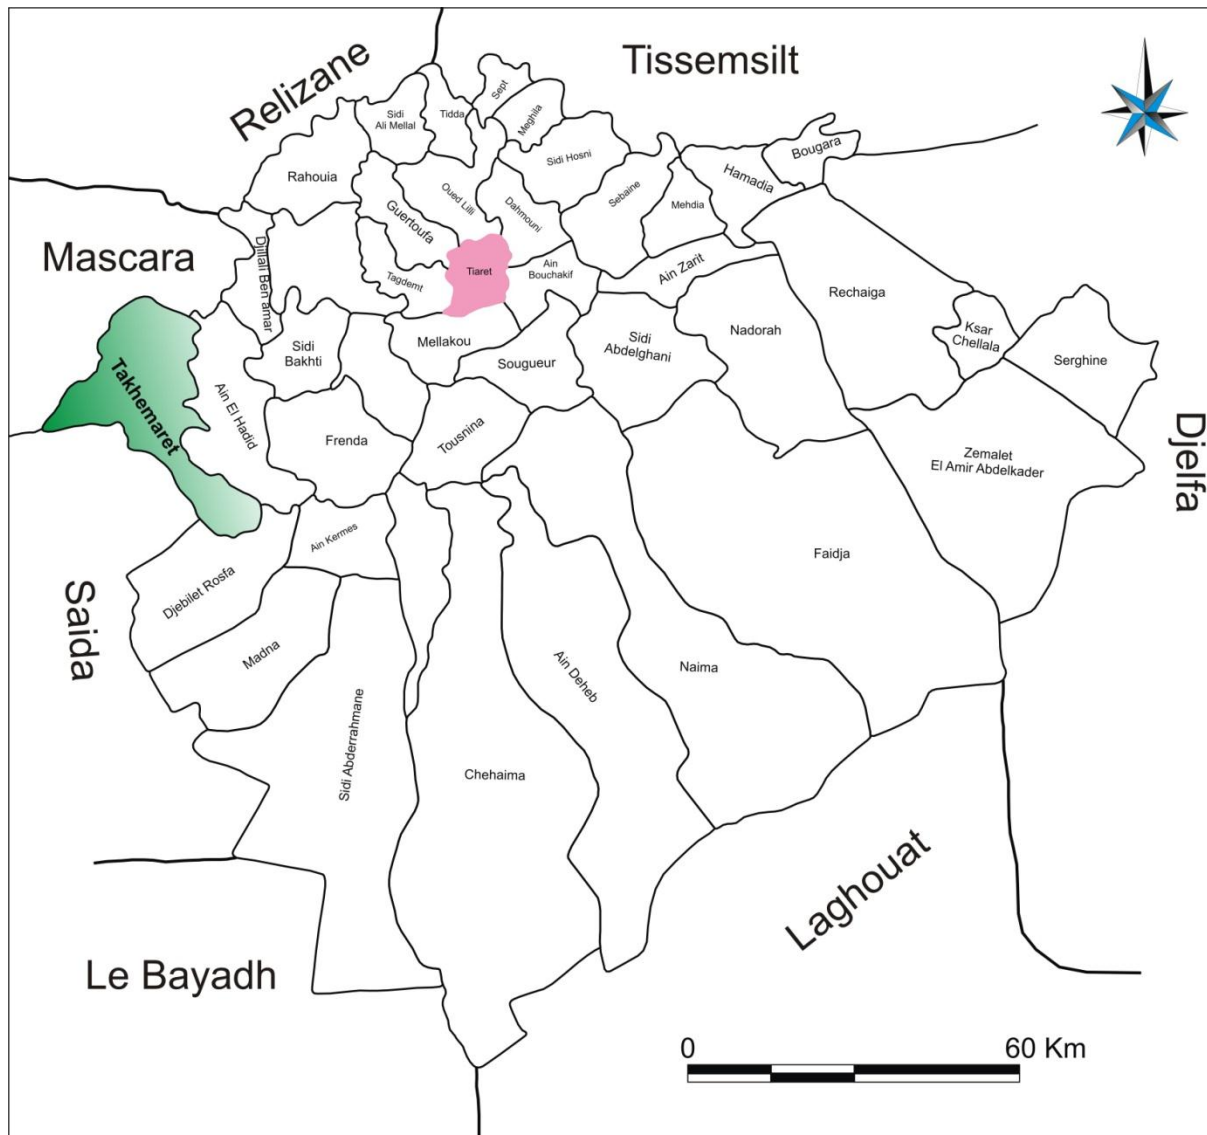 Relizane
Tissemsilt
Sept
Sidi
Ali Mellal
Tidda
Meghila
Bougara
Sidi Hosni
Rahouia
Hamadia
Oued Lilli
Sebaine
Mehdia
Guertoufa
Dahmouni
Mascara
Djillali Ben amar
Tagdemt
Tiaret
Ain
Bouchakif
Ain Zarit
Rechaiga
Takhemaret
Sidi
Bakhti
Mellakou
Sougueur
Sidi
Abdelghani
Nadorah
Ksar
Chellala
Serghine
Ain El Hadid
Frenda
Tousnina
Zemalet
El Amir Abdelkader
Djelfa
Ain Kermes
Faidja
Djebilet Rosfa
Saida
Madna
Ain Deheb
Naima
Sidi Abderrahmane
Chehaima
Laghouat
Le Bayadh
0 60 Km